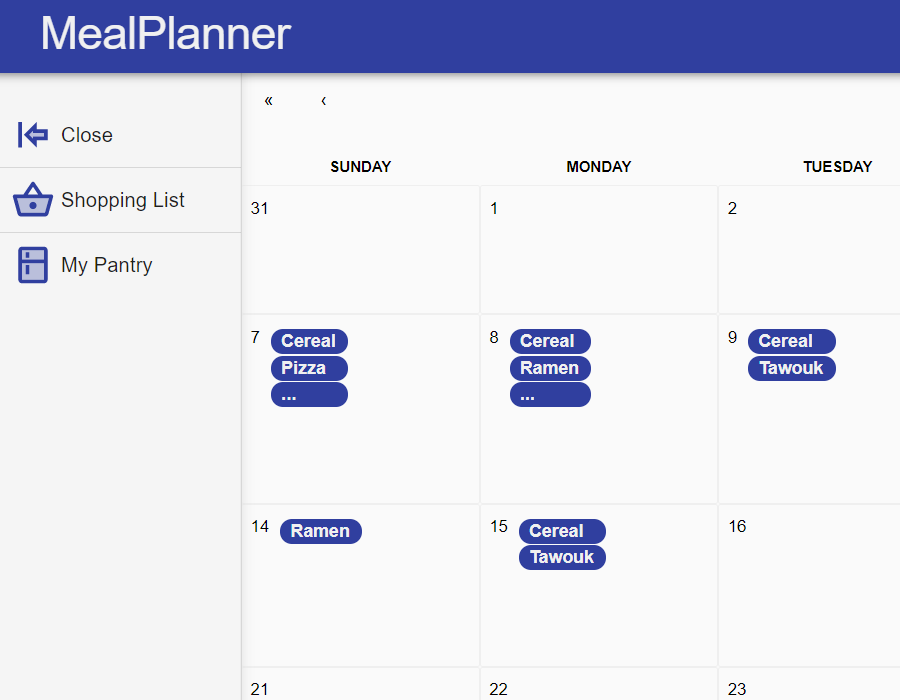 MealPlanner
Close
Shopping List
My Pantry
« ‹
SUNDAY MONDAY TUESDAY
31 1 2
7 Cereal 8 Cereal 9 Cereal
Pizza Ramen Tawouk
... ...
14 Ramen 15 Cereal 16
Tawouk
21 22 23